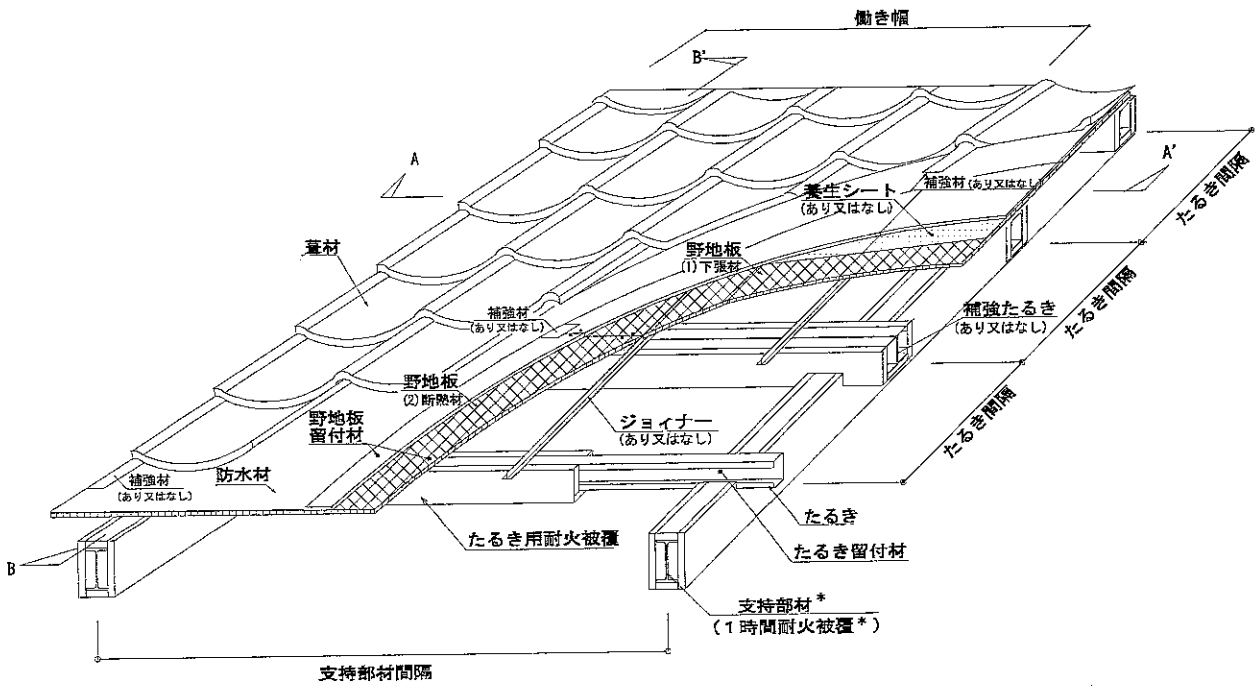 働き幅
B'
A
A'
養生シート
(あり又はなし)
補強材(あり又はなし)
たるき間隔
葺材
野地板
(1)下張材
たるき間隔
補強材
(あり又はなし)
補強たるき
(あり又はなし)
野地板
(2)断熱材
たるき間隔
野地板
留付材
ジョイナー
(あり又はなし)
補強材
(あり又はなし)
防水材
たるき
たるき用耐火被覆
たるき留付材
B
支持部材*
(1時間耐火被覆*)
支持部材間隔